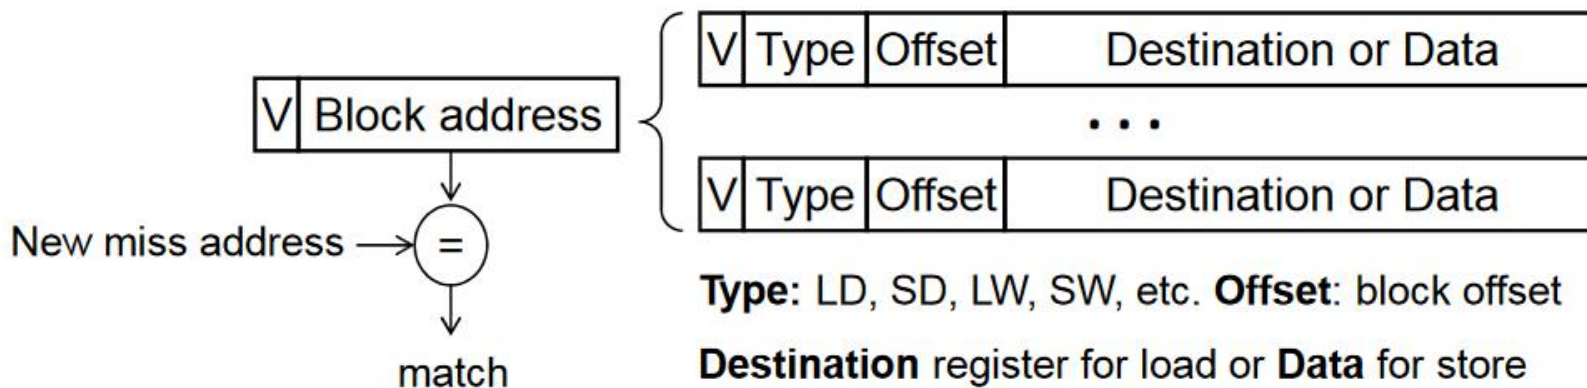 V Type Offset Destination or Data
V Block address
...
V Type Offset Destination or Data
New miss address
=
Type: LD, SD, LW, SW, etc. Offset: block offset
match
Destination register for load or Data for store